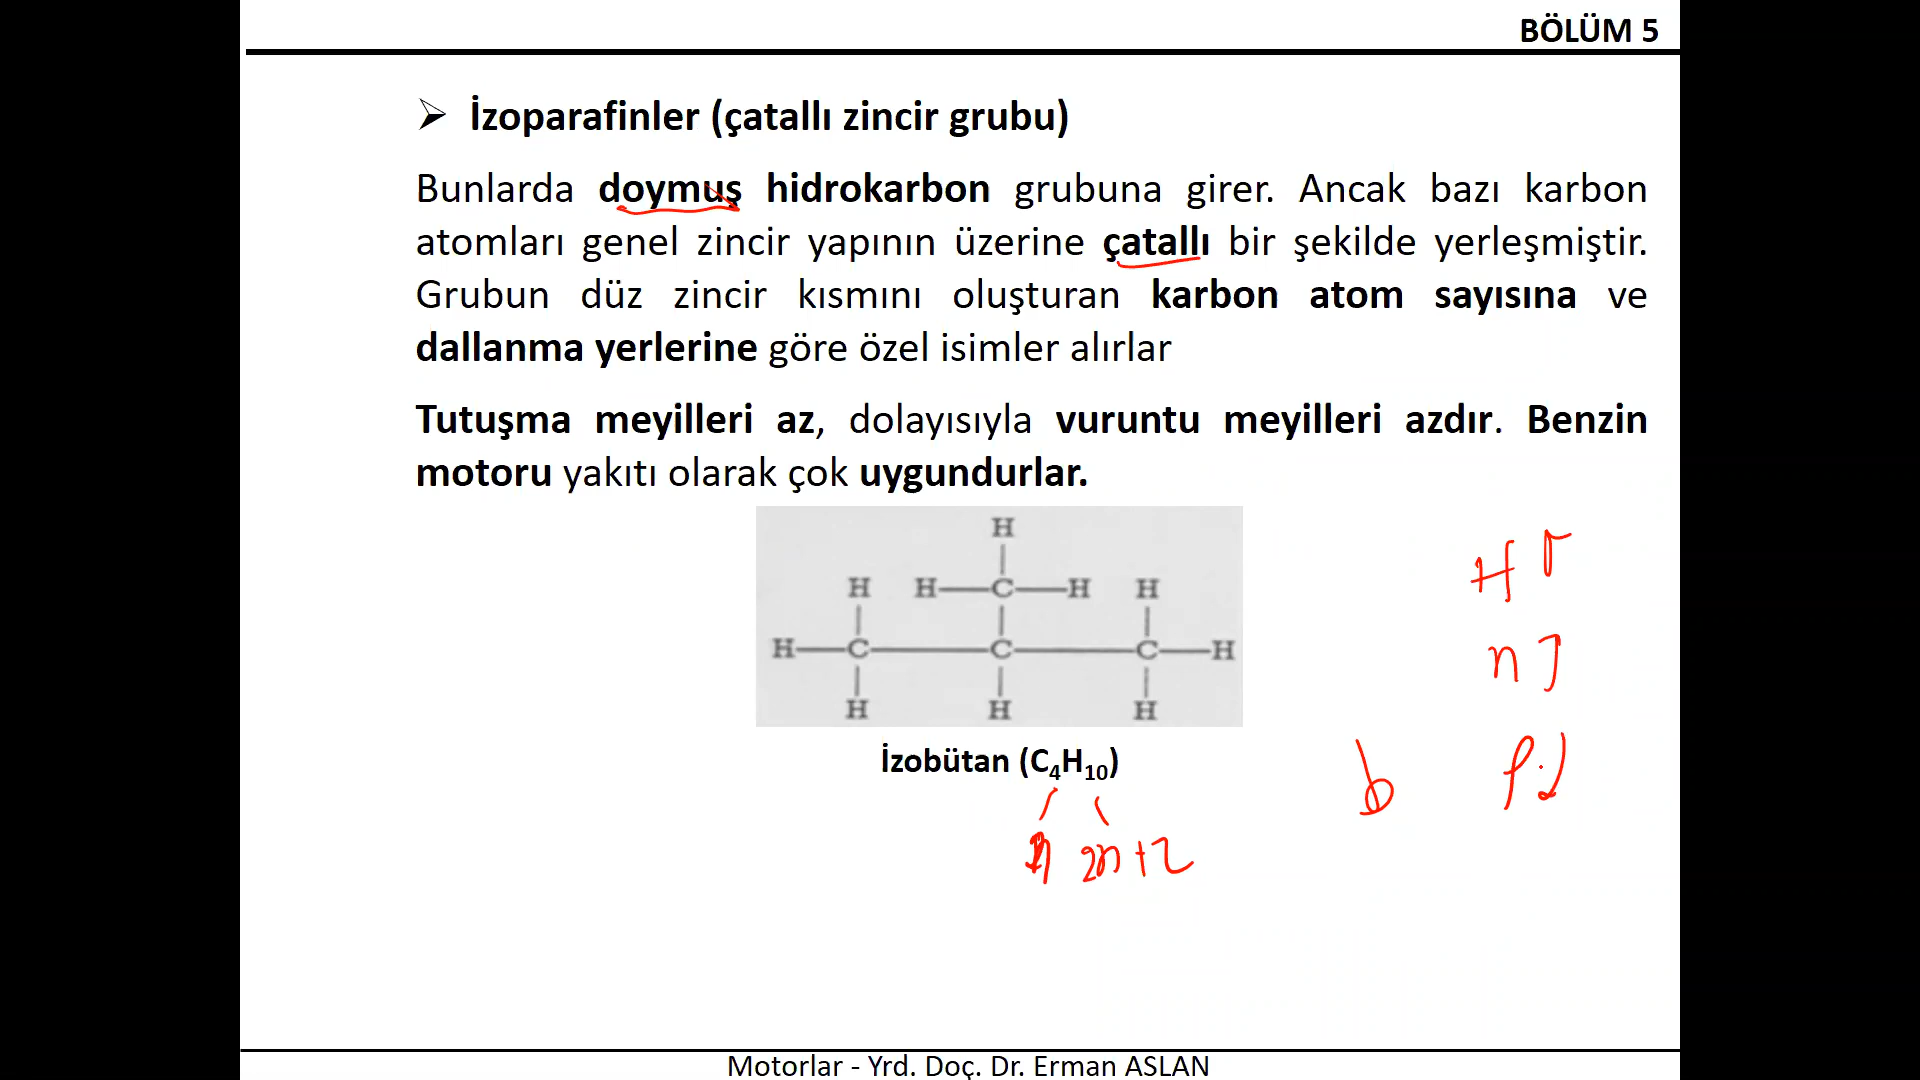 BÖLÜM 5
➢ İzoparafinler (çatallı zincir grubu)
Bunlarda doymuş hidrokarbon grubuna girer. Ancak bazı karbon
atomları genel zincir yapının üzerine çatallı bir şekilde yerleşmiştir.
Grubun düz zincir kısmını oluşturan karbon atom sayısına ve
dallanma yerlerine göre özel isimler alırlar
Tutuşma meyilleri az, dolayısıyla vuruntu meyilleri azdır. Benzin
motoru yakıtı olarak çok uygundurlar.
H
H H—C—H H
H—C—C—C—H
H H H
İzobütan (C₄H₁₀)
n 2n+2
b
Motorlar - Yrd. Doç. Dr. Erman ASLAN